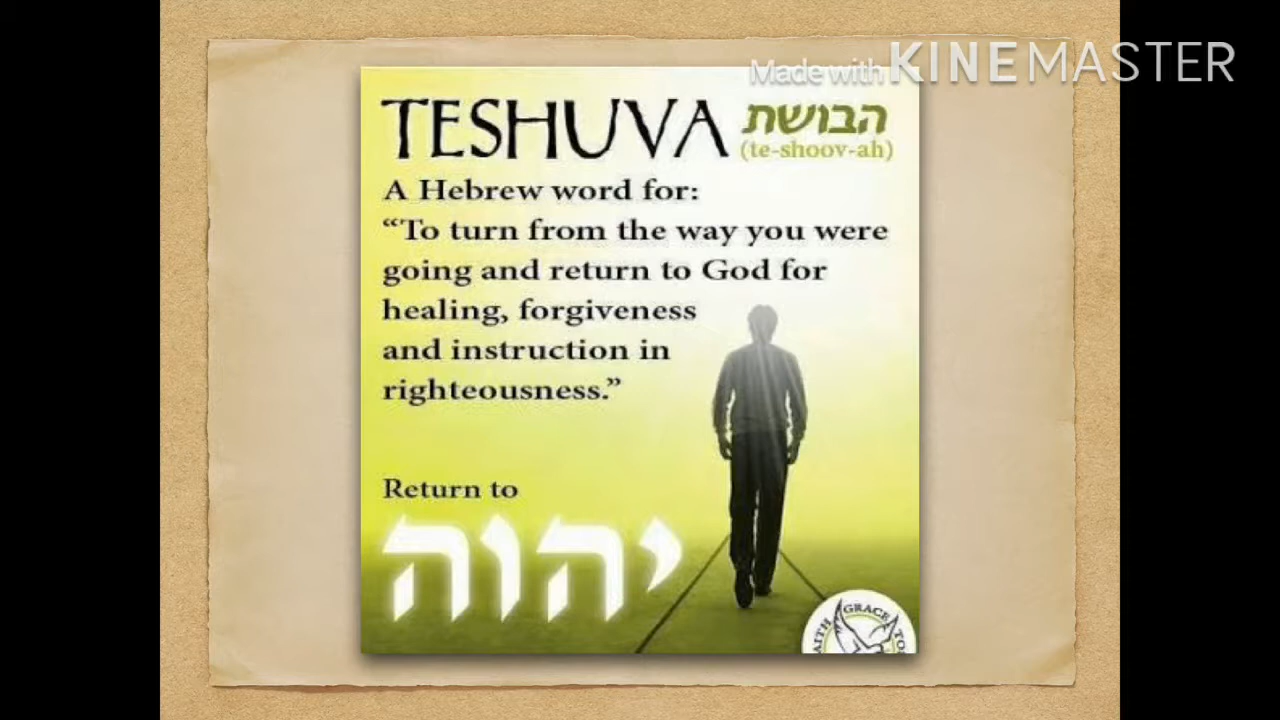 Made with KINEMASTER
TESHUVA הבושת
(te-shoov-ah)
A Hebrew word for:
“To turn from the way you were
going and return to God for
healing, forgiveness
and instruction in
righteousness.”
Return to
יהוה
GRACE